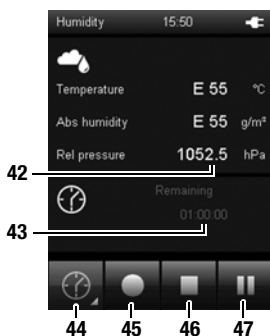 Humidity 15:50
Temperature E 55 °C
Abs humidity E 55 g/m²
Rel pressure 1052.5 hPa
42
Remaining
01:00:00
43
44 45 46 47